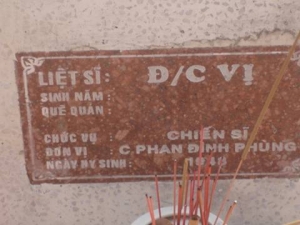 LIỆT SĨ: Đ/C VỊ
SINH NĂM:
QUÊ QUÁN:
CHỨC VỤ: CHIẾN SĨ
ĐƠN VỊ: C PHAN ĐÌNH PHÙNG
NGÀY HY SINH: 1948